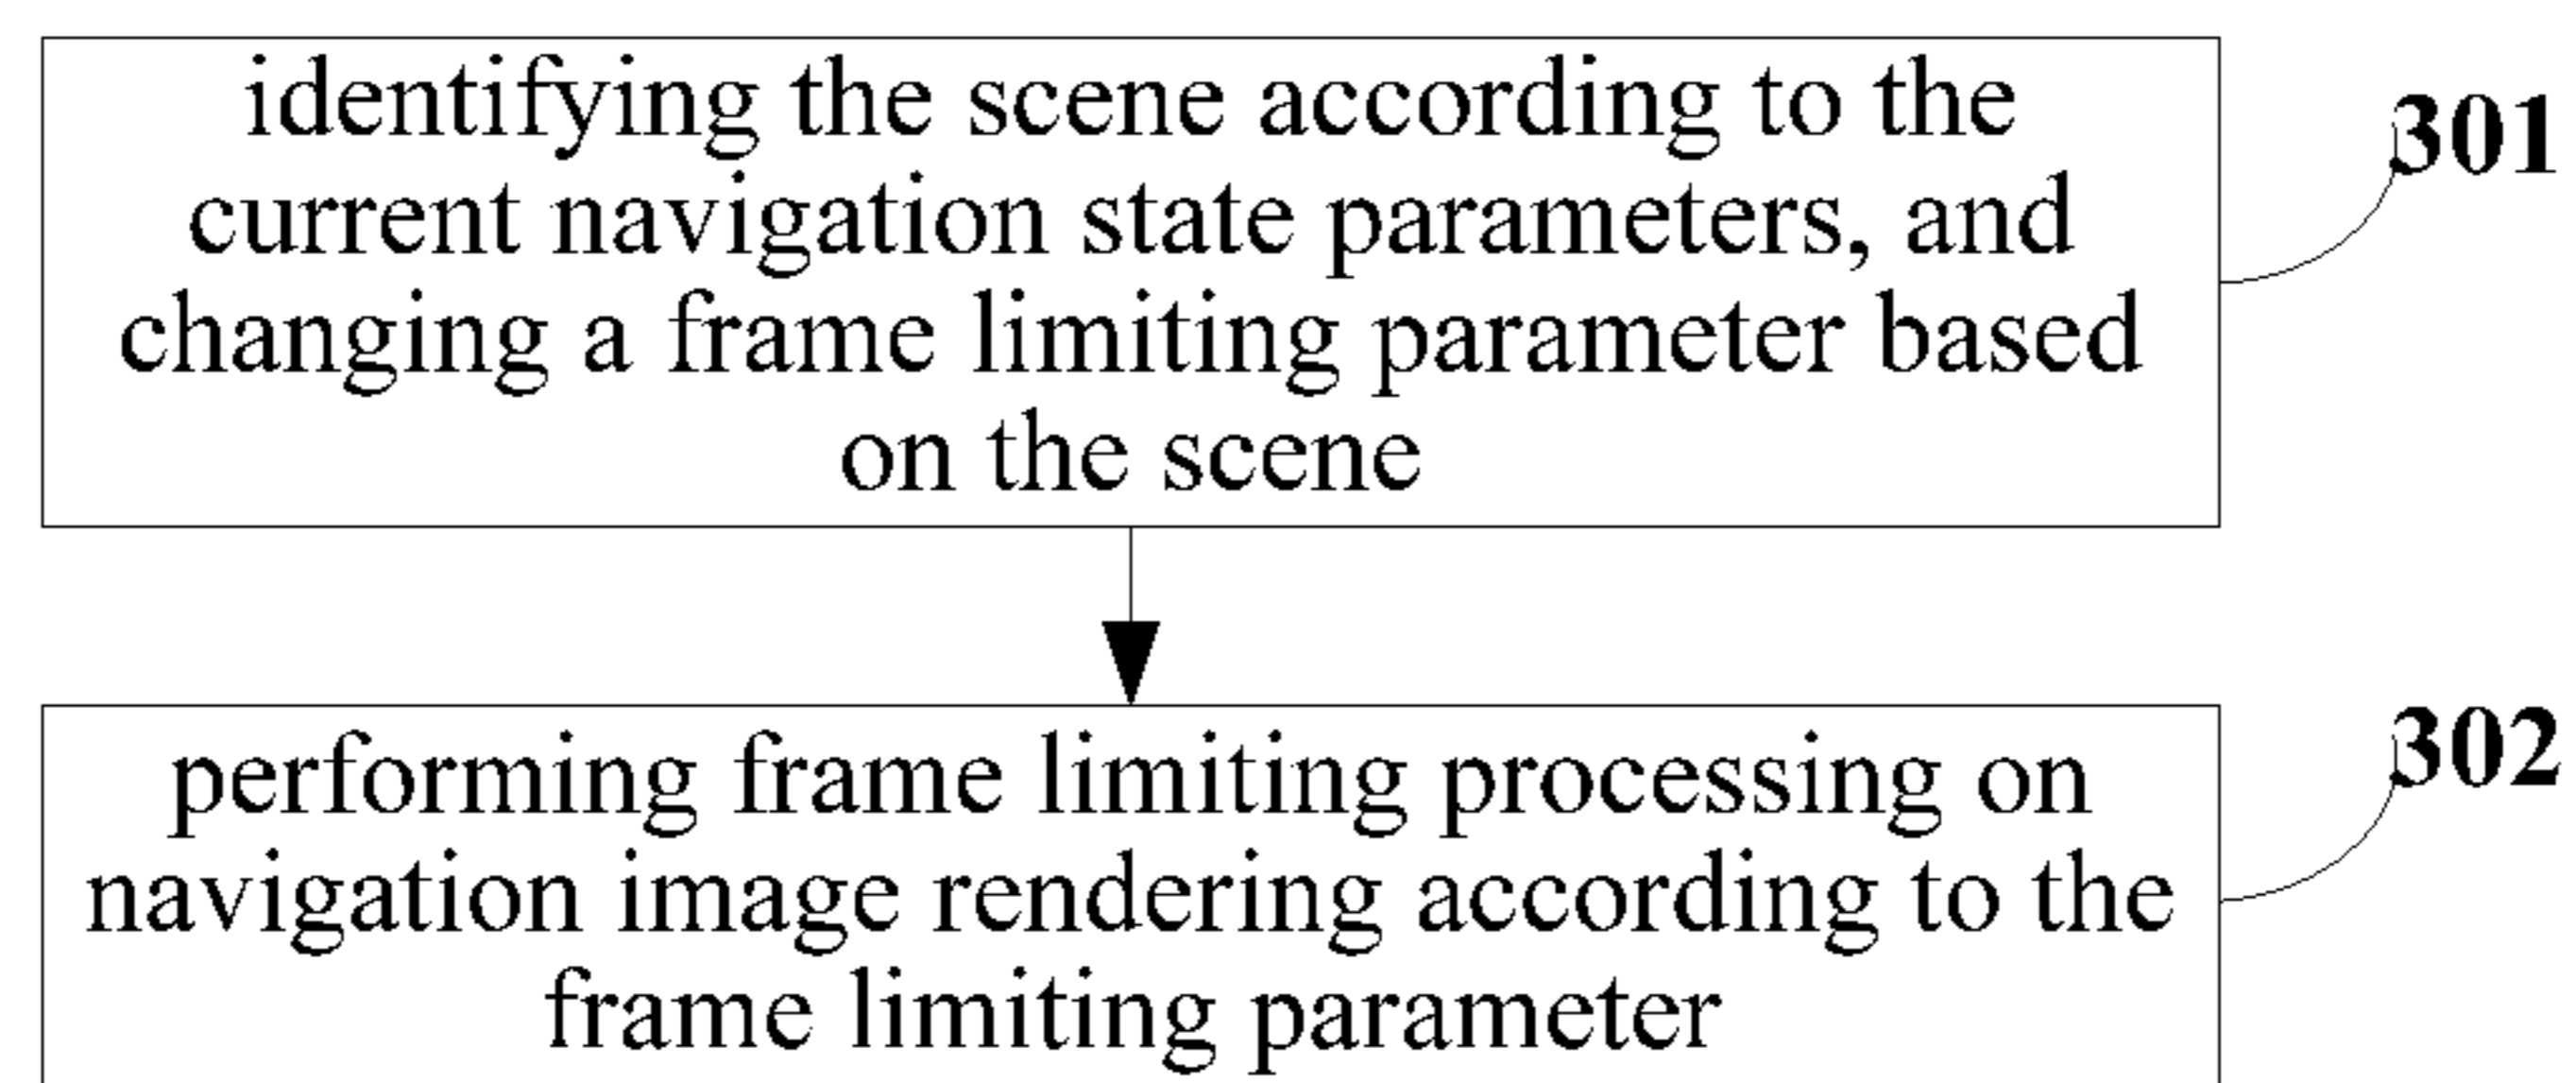 identifying the scene according to the
current navigation state parameters, and
changing a frame limiting parameter based
on the scene
301
performing frame limiting processing on
navigation image rendering according to the
frame limiting parameter
302